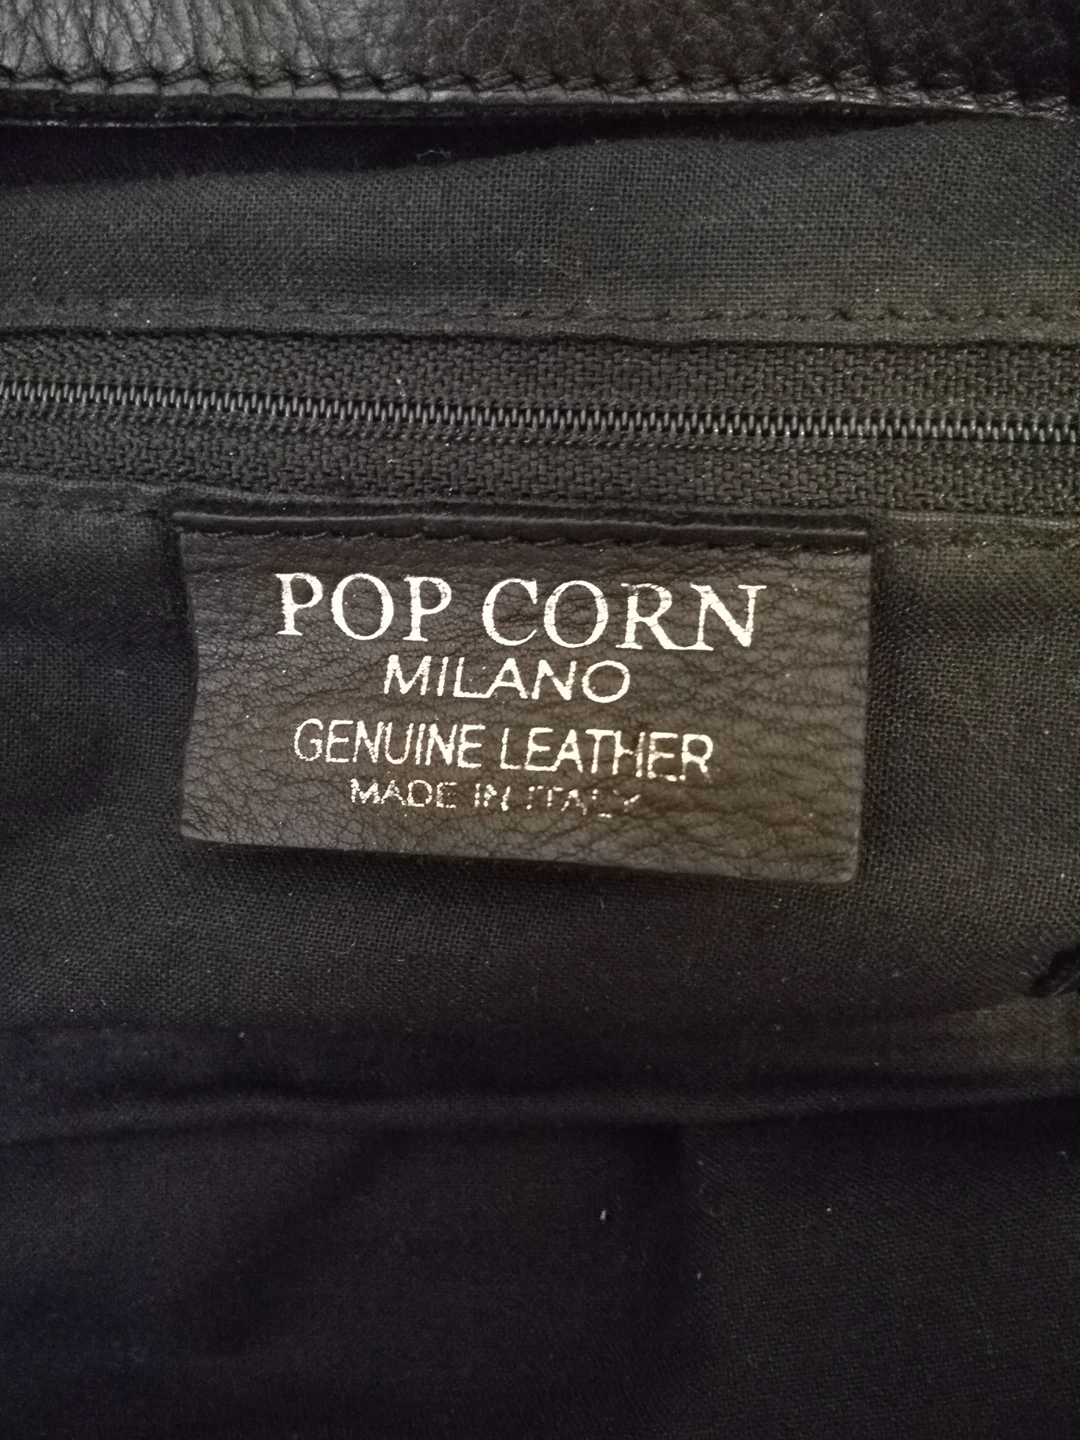 POP CORN
MILANO
GENUINE LEATHER
MADE IN ITALY